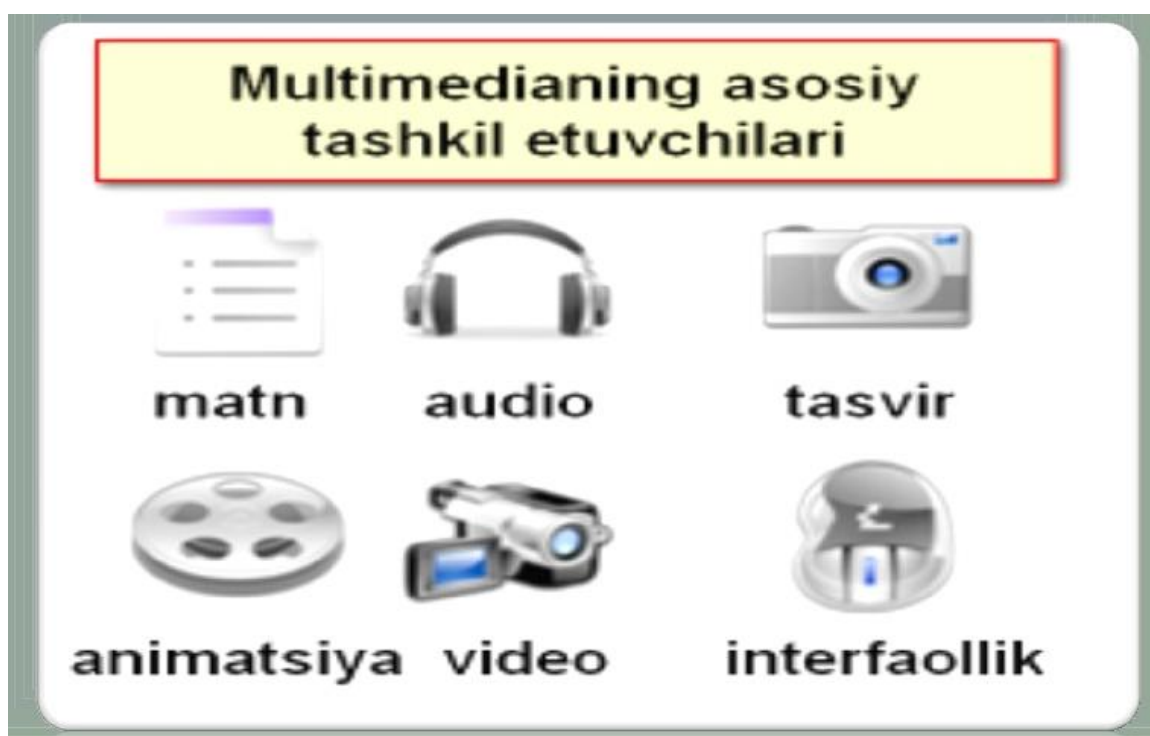 Multimedianing asosiy
tashkil etuvchilari
matn audio tasvir
animatsiya video interfaollik